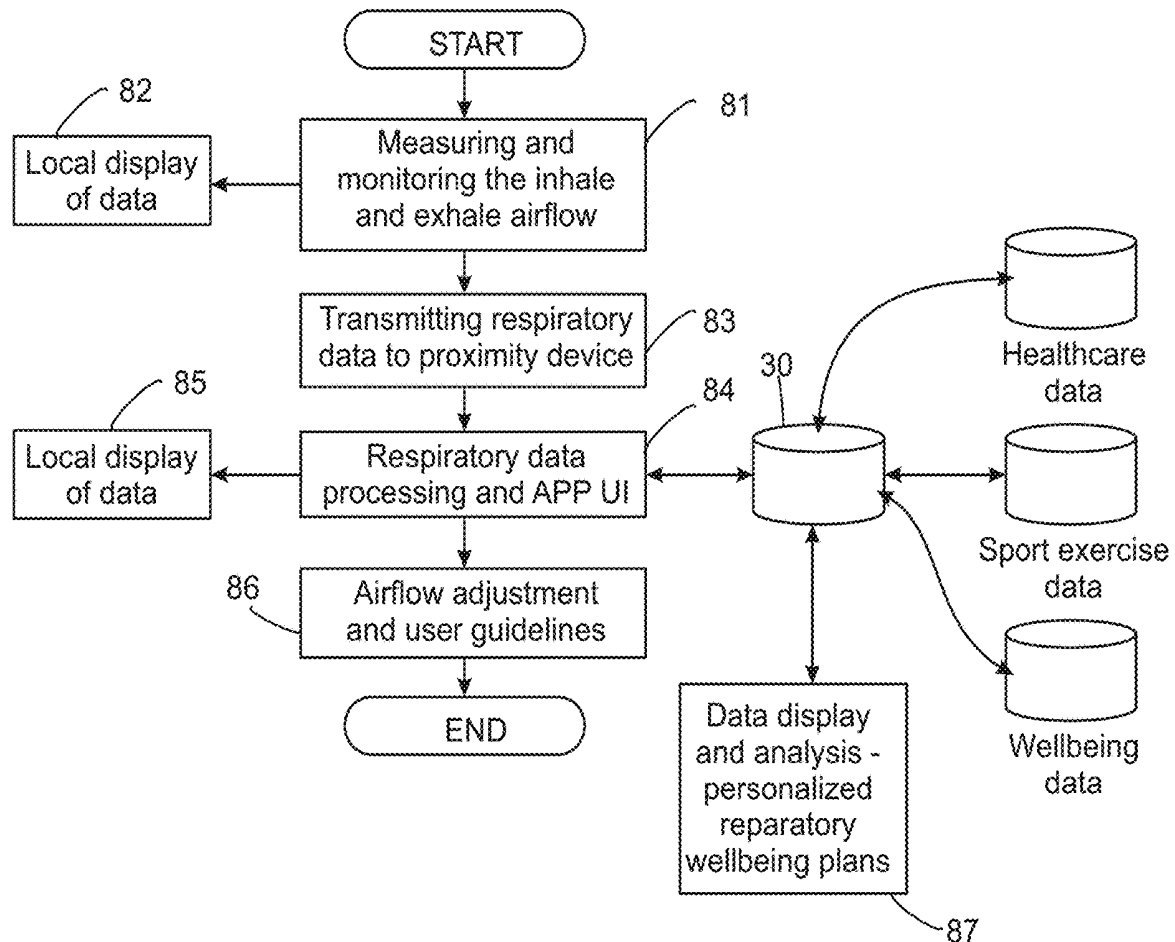 START
82
81
Local display
of data
Measuring and
monitoring the inhale
and exhale airflow
Transmitting respiratory
data to proximity device
83
Healthcare
data
30
85
84
Local display
of data
Respiratory data
processing and APP UI
Sport exercise
data
86
Airflow adjustment
and user guidelines
END
Data display
and analysis -
personalized
reparatory
wellbeing plans
Wellbeing
data
87